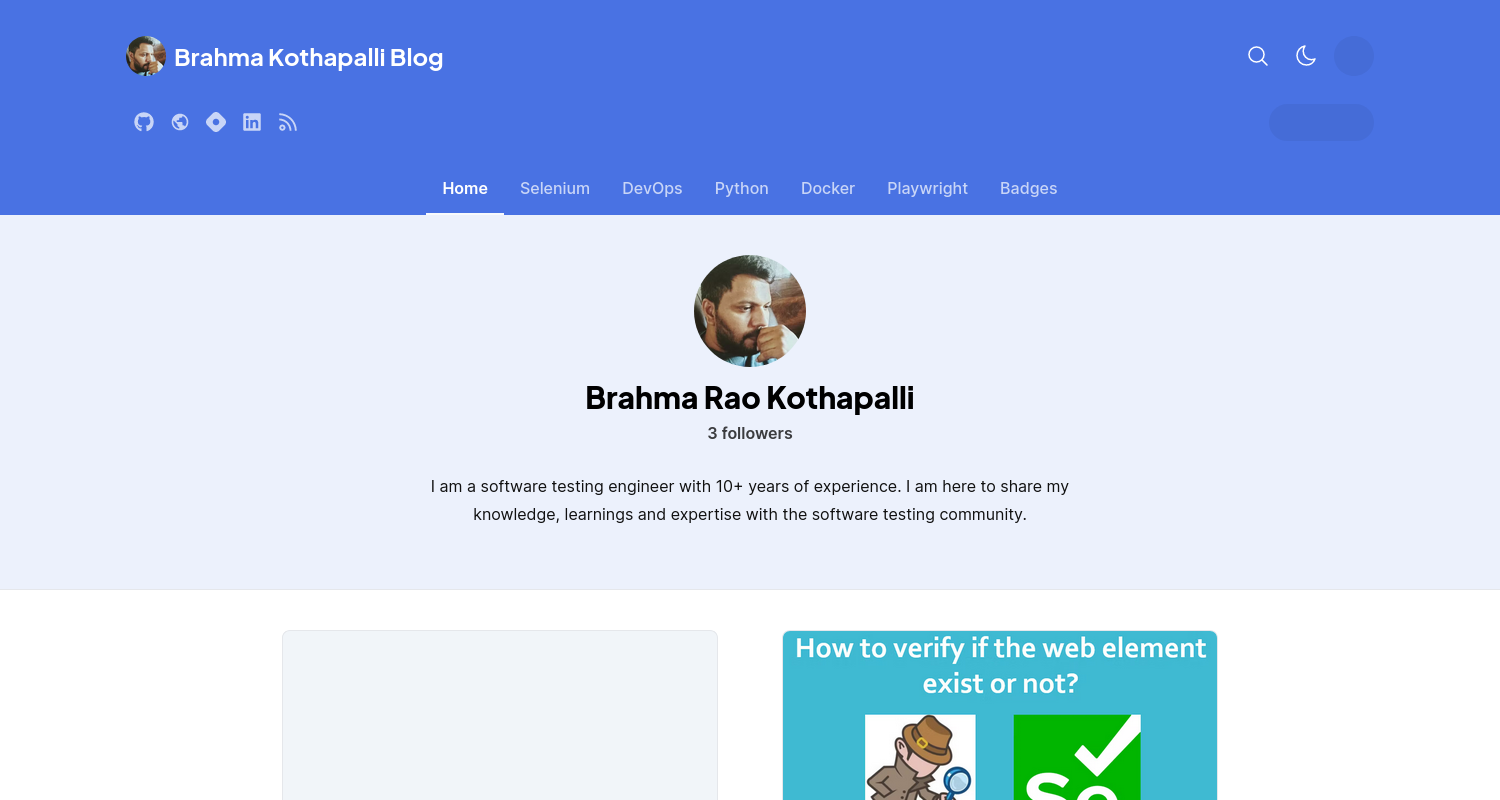 Brahma Kothapalli Blog
Home Selenium DevOps Python Docker Playwright Badges
Brahma Rao Kothapalli
3 followers
I am a software testing engineer with 10+ years of experience. I am here to share my
knowledge, learnings and expertise with the software testing community.
How to verify if the web element
exist or not?
Se